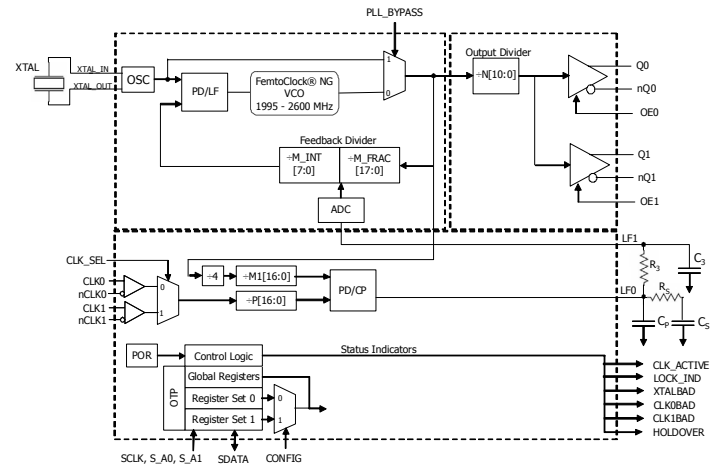 PLL_BYPASS
XTAL
XTAL_IN
XTAL_OUT
OSC
PD/LF
FemtoClock® NG
VCO
1995 - 2600 MHz
1
0
Output Divider
÷N[10:0]
Q0
nQ0
OE0
Q1
nQ1
OE1
Feedback Divider
÷M_INT
[7:0]
÷M_FRAC
[17:0]
ADC
CLK_SEL
CLK0
nCLK0
CLK1
nCLK1
0
1
÷4
÷M1[16:0]
÷P[16:0]
PD/CP
LF1
LF0
R3
C3
RS
CP
CS
POR
Control Logic
Status Indicators
OTP
Global Registers
Register Set 0
Register Set 1
0
1
CLK_ACTIVE
LOCK_IND
XTALBAD
CLK0BAD
CLK1BAD
HOLDOVER
SCLK, S_A0, S_A1
SDATA
CONFIG